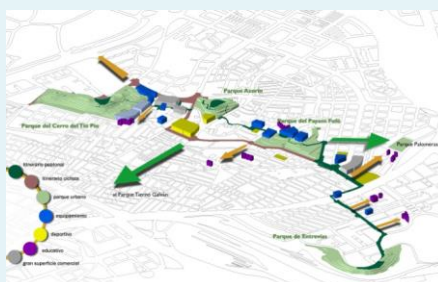 Parque Azorín
Parque del Cerro del Tío Pío
Parque del Payaso Fofó
Parque Palomeras
al Parque Tierno Galván
itinerario peatonal
itinerario ciclista
parque urbano
equipamiento
deportivo
educativo
gran superficie comercial
Parque de Entrevías